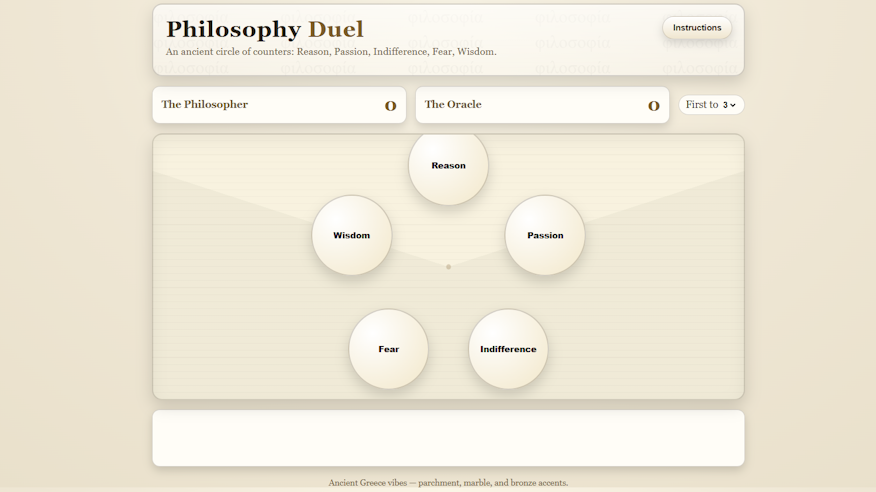 Philosophy Duel
Instructions
An ancient circle of counters: Reason, Passion, Indifference, Fear, Wisdom.
The Philosopher
0
The Oracle
0
First to 3
Reason
Wisdom
Passion
Fear
Indifference
Ancient Greece vibes — parchment, marble, and bronze accents.